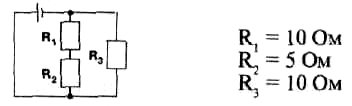 R₁
R₂
R₃
R₁ = 10 Ом
R₂ = 5 Ом
R₃ = 10 Ом